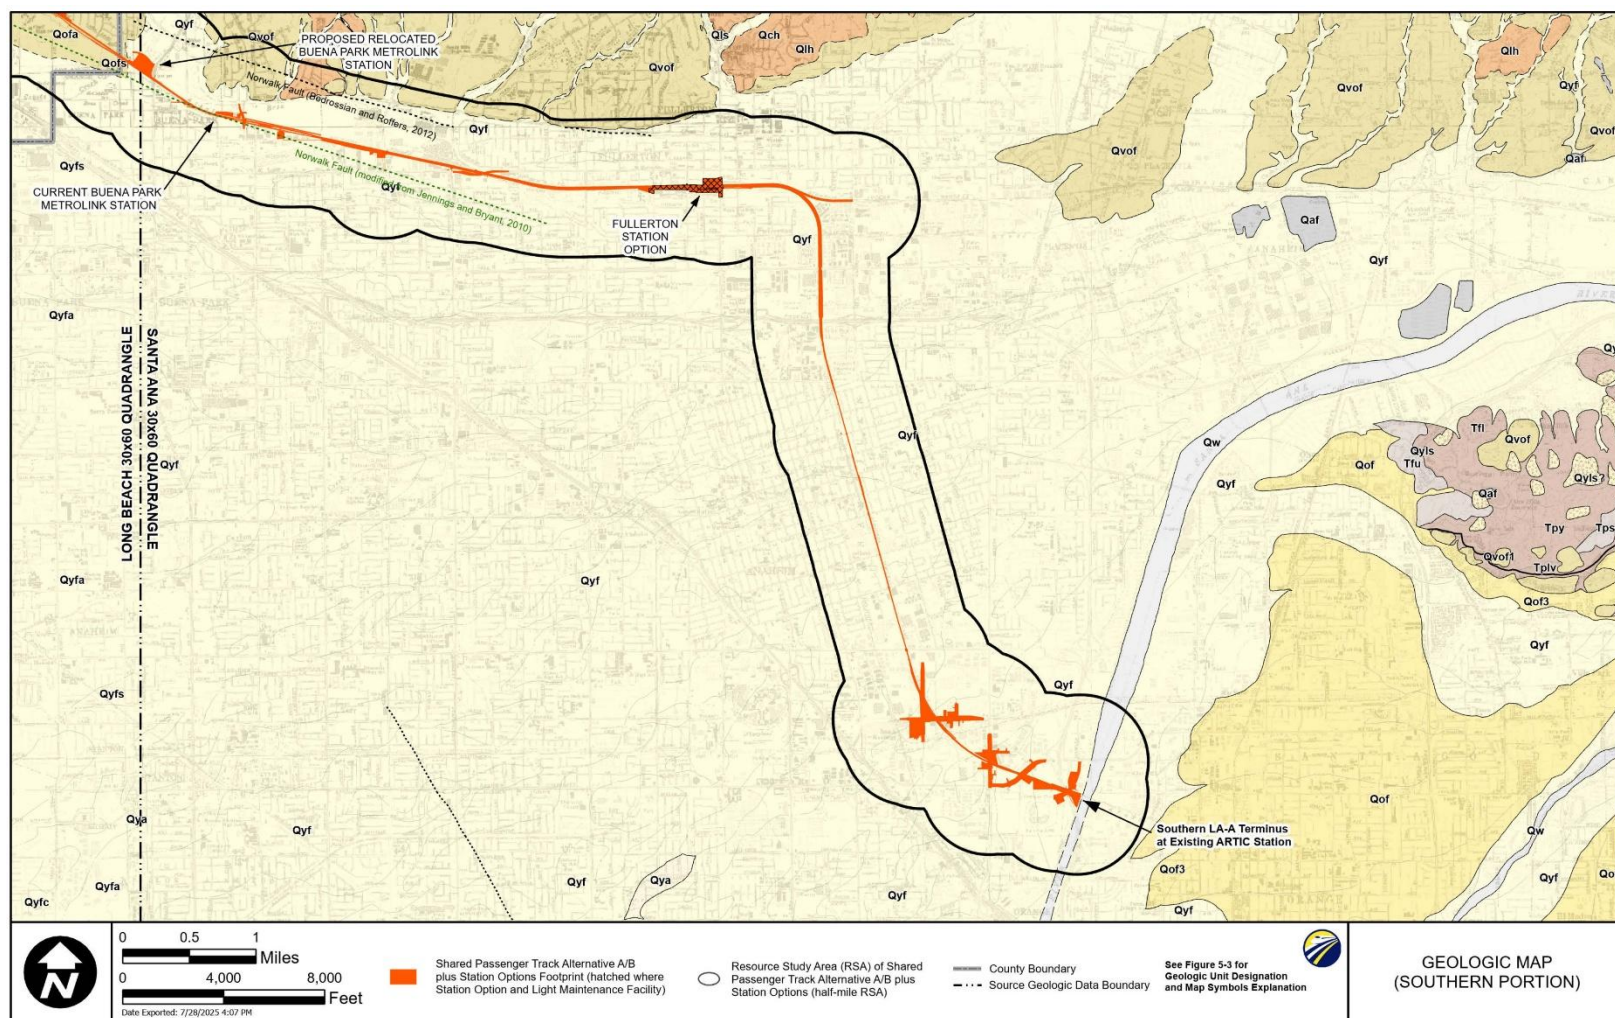 Qofa
Qyf
Qvof
PROPOSED RELOCATED
BUENA PARK METROLINK
STATION
Qls
Qch
Qlh
Qlh
Qofs
Qvof
Qvof
Qyf
Norwalk Fault (Bedrossian and Roffers, 2012)
Qyf
Qvof
Qvof
Qaf
Qyfs
Norwalk Fault (modified from Jennings and Bryant, 2010)
Qyf
CURRENT BUENA PARK
METROLINK STATION
FULLERTON
STATION
OPTION
Qaf
Qyf
Qyf
Qyfa
LONG BEACH 30x60 QUADRANGLE
SANTA ANA 30x60 QUADRANGLE
Qyf
Qyf
Qw
Qyf
Qof
Qyls
Tfu
Tfl
Qvof
Qyls?
Qaf
Tpy
Tps
Qvof1
Tplv
Qof3
Qyf
Qyfa
Qyf
Qyfs
Qyf
Qof
Qya
Qyf
Southern LA-A Terminus
at Existing ARTIC Station
Qw
Qyfa
Qyfc
Qyf
Qya
Qyf
Qof3
Qyf
Qyf
ORANGE
N
0 0.5 1
Miles
0 4,000 8,000
Feet
Date Exported: 7/28/2025 4:07 PM
Shared Passenger Track Alternative A/B
plus Station Options Footprint (hatched where
Station Option and Light Maintenance Facility)
Resource Study Area (RSA) of Shared
Passenger Track Alternative A/B plus
Station Options (half-mile RSA)
County Boundary
Source Geologic Data Boundary
See Figure 5-3 for
Geologic Unit Designation
and Map Symbols Explanation
GEOLOGIC MAP
(SOUTHERN PORTION)